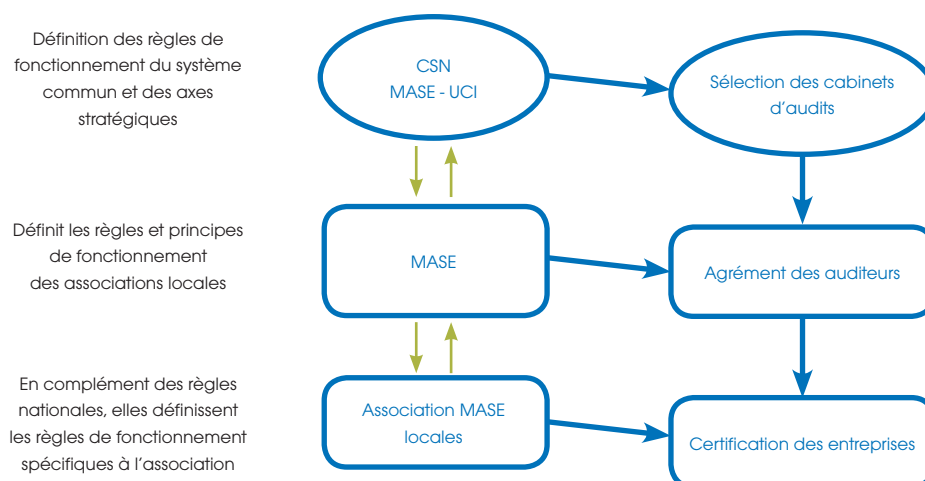 Définition des règles de
fonctionnement du système
commun et des axes
stratégiques
CSN
MASE - UCI
Sélection des cabinets
d’audits
Définit les règles et principes
de fonctionnement
des associations locales
MASE
Agrément des auditeurs
En complément des règles
nationales, elles définissent
les règles de fonctionnement
spécifiques à l’association
Association MASE
locales
Certification des entreprises